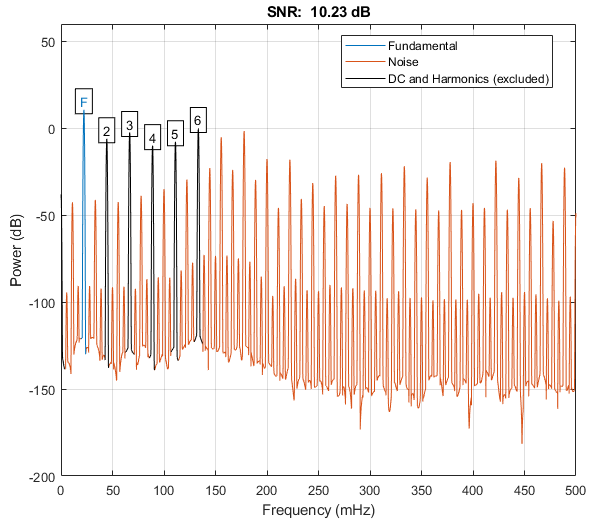 SNR: 10.23 dB
Fundamental
Noise
DC and Harmonics (excluded)
F
2
3
4
5
6
50
0
-50
-100
-150
-200
Power (dB)
0 50 100 150 200 250 300 350 400 450 500
Frequency (mHz)